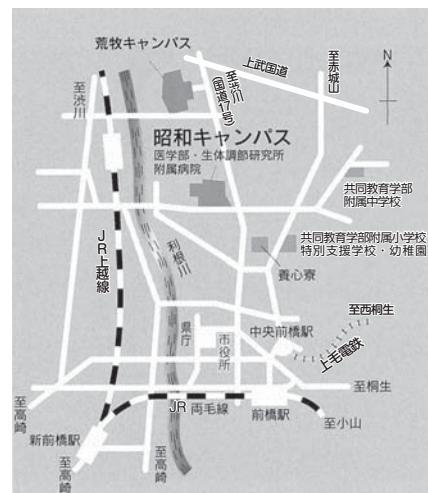 荒牧キャンパス
至渋川
至渋川
(国道17号)
上武国道
至赤城山
N
昭和キャンパス
医学部・生体調節研究所
附属病院
共同教育学部
附属中学校
共同教育学部附属小学校
特別支援学校・幼稚園
養心寮
JR上越線
利根川
県庁
市役所
中央前橋駅
至西桐生
上毛電鉄
至桐生
至高崎
JR 両毛線
前橋駅
至小山
新前橋駅
至高崎
至高崎